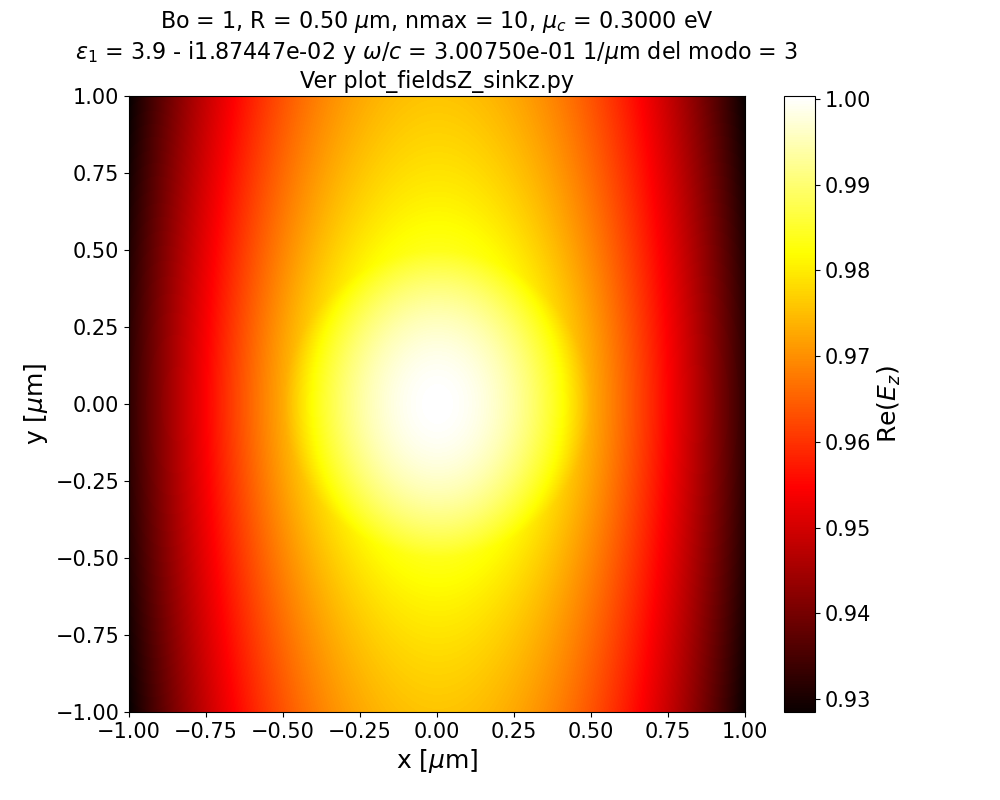 Bo = 1, R = 0.50 μm, nmax = 10, μc = 0.3000 eV
ε1 = 3.9 - i1.87447e-02 y ω/c = 3.00750e-01 1/μm del modo = 3
Ver plot_fieldsZ_sinkz.py
1.00
0.75
0.50
0.25
0.00
−0.25
−0.50
−0.75
−1.00
y [μm]
−1.00 −0.75 −0.50 −0.25 0.00 0.25 0.50 0.75 1.00
x [μm]
1.00
0.99
0.98
0.97
0.96
0.95
0.94
0.93
Re(Ez)